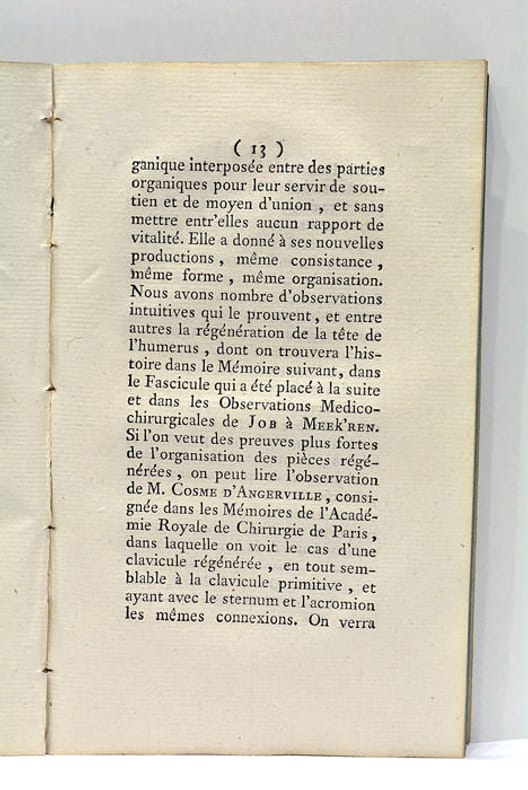 ( 13 )
ganique interposée entre des parties
organiques pour leur servir de sou-
tien et de moyen d'union , et sans
mettre entr'elles aucun rapport de
vitalité. Elle a donné à ses nouvelles
productions , même consistance ,
même forme , même organisation.
Nous avons nombre d'observations
intuitives qui le prouvent , et entre
autres la régénération de la tête de
l'humerus , dont on trouvera l'his-
toire dans le Mémoire suivant, dans
le Fascicule qui a été placé à la suite
et dans les Observations Medico-
chirurgicales de JOB à MEEK'REN.
Si l'on veut des preuves plus fortes
de l'organisation des pièces régé-
nérées , on peut lire l'observation
de M. COSME D'ANGERVILLE , consi-
gnée dans les Mémoires de l'Acadé-
mie Royale de Chirurgie de Paris ,
dans laquelle on voit le cas d'une
clavicule régénérée , en tout sem-
blable à la clavicule primitive , et
ayant avec le sternum et l'acromion
les mêmes connexions. On verra